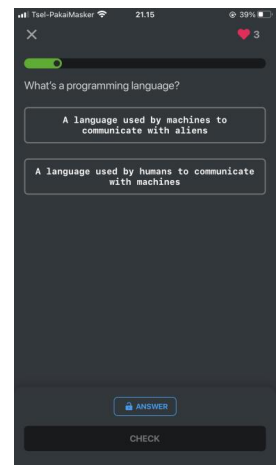 Tsel-PakaiMasker 21.15 39%
3
What's a programming language?
A language used by machines to
communicate with aliens
A language used by humans to communicate
with machines
ANSWER
CHECK